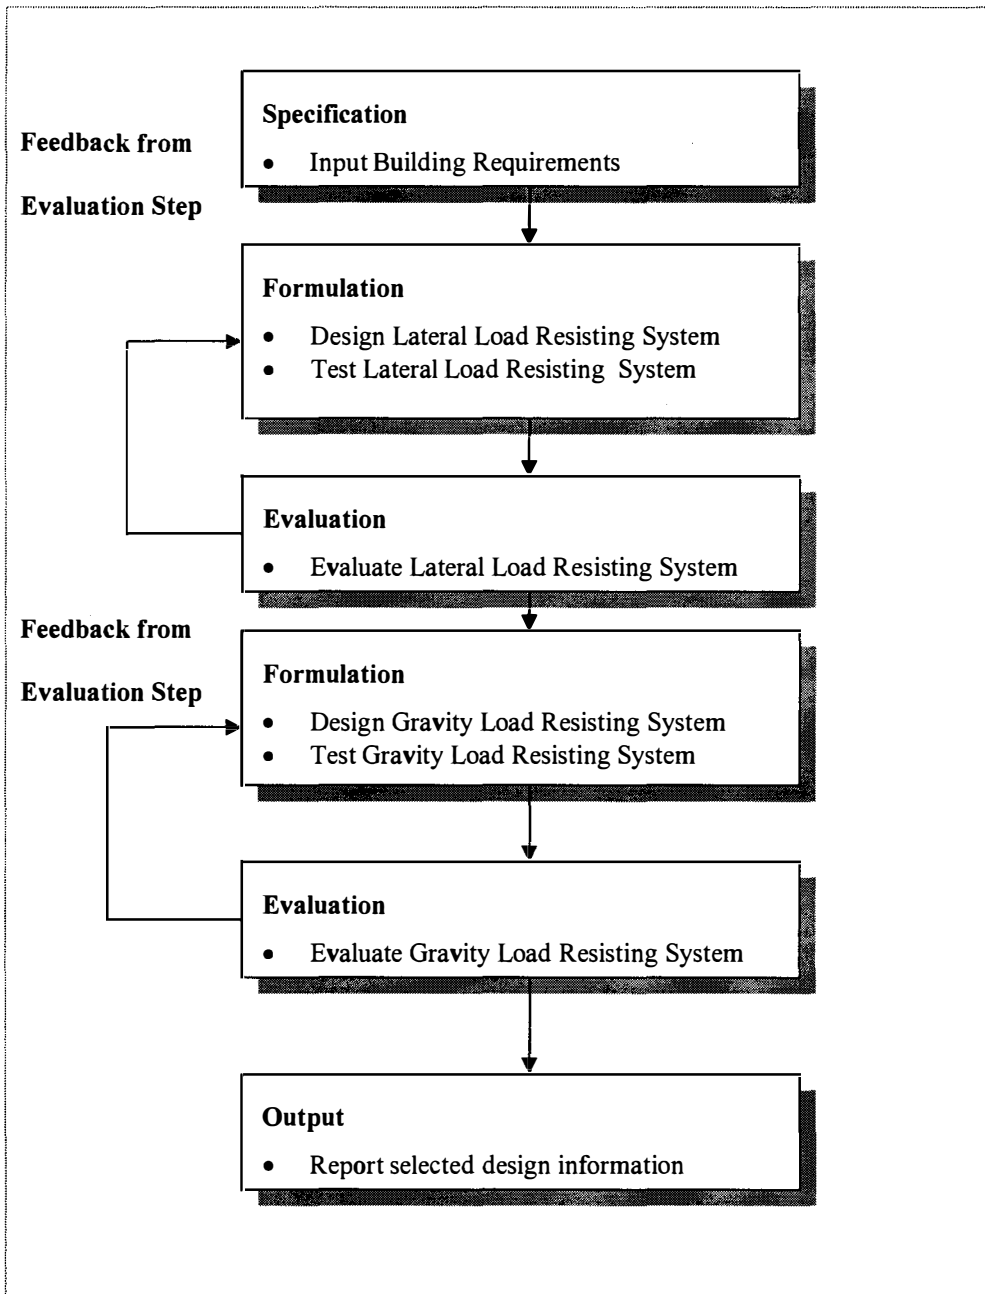 Feedback from
Evaluation Step
Specification
• Input Building Requirements
Formulation
• Design Lateral Load Resisting System
• Test Lateral Load Resisting System
Evaluation
• Evaluate Lateral Load Resisting System
Feedback from
Evaluation Step
Formulation
• Design Gravity Load Resisting System
• Test Gravity Load Resisting System
Evaluation
• Evaluate Gravity Load Resisting System
Output
• Report selected design information